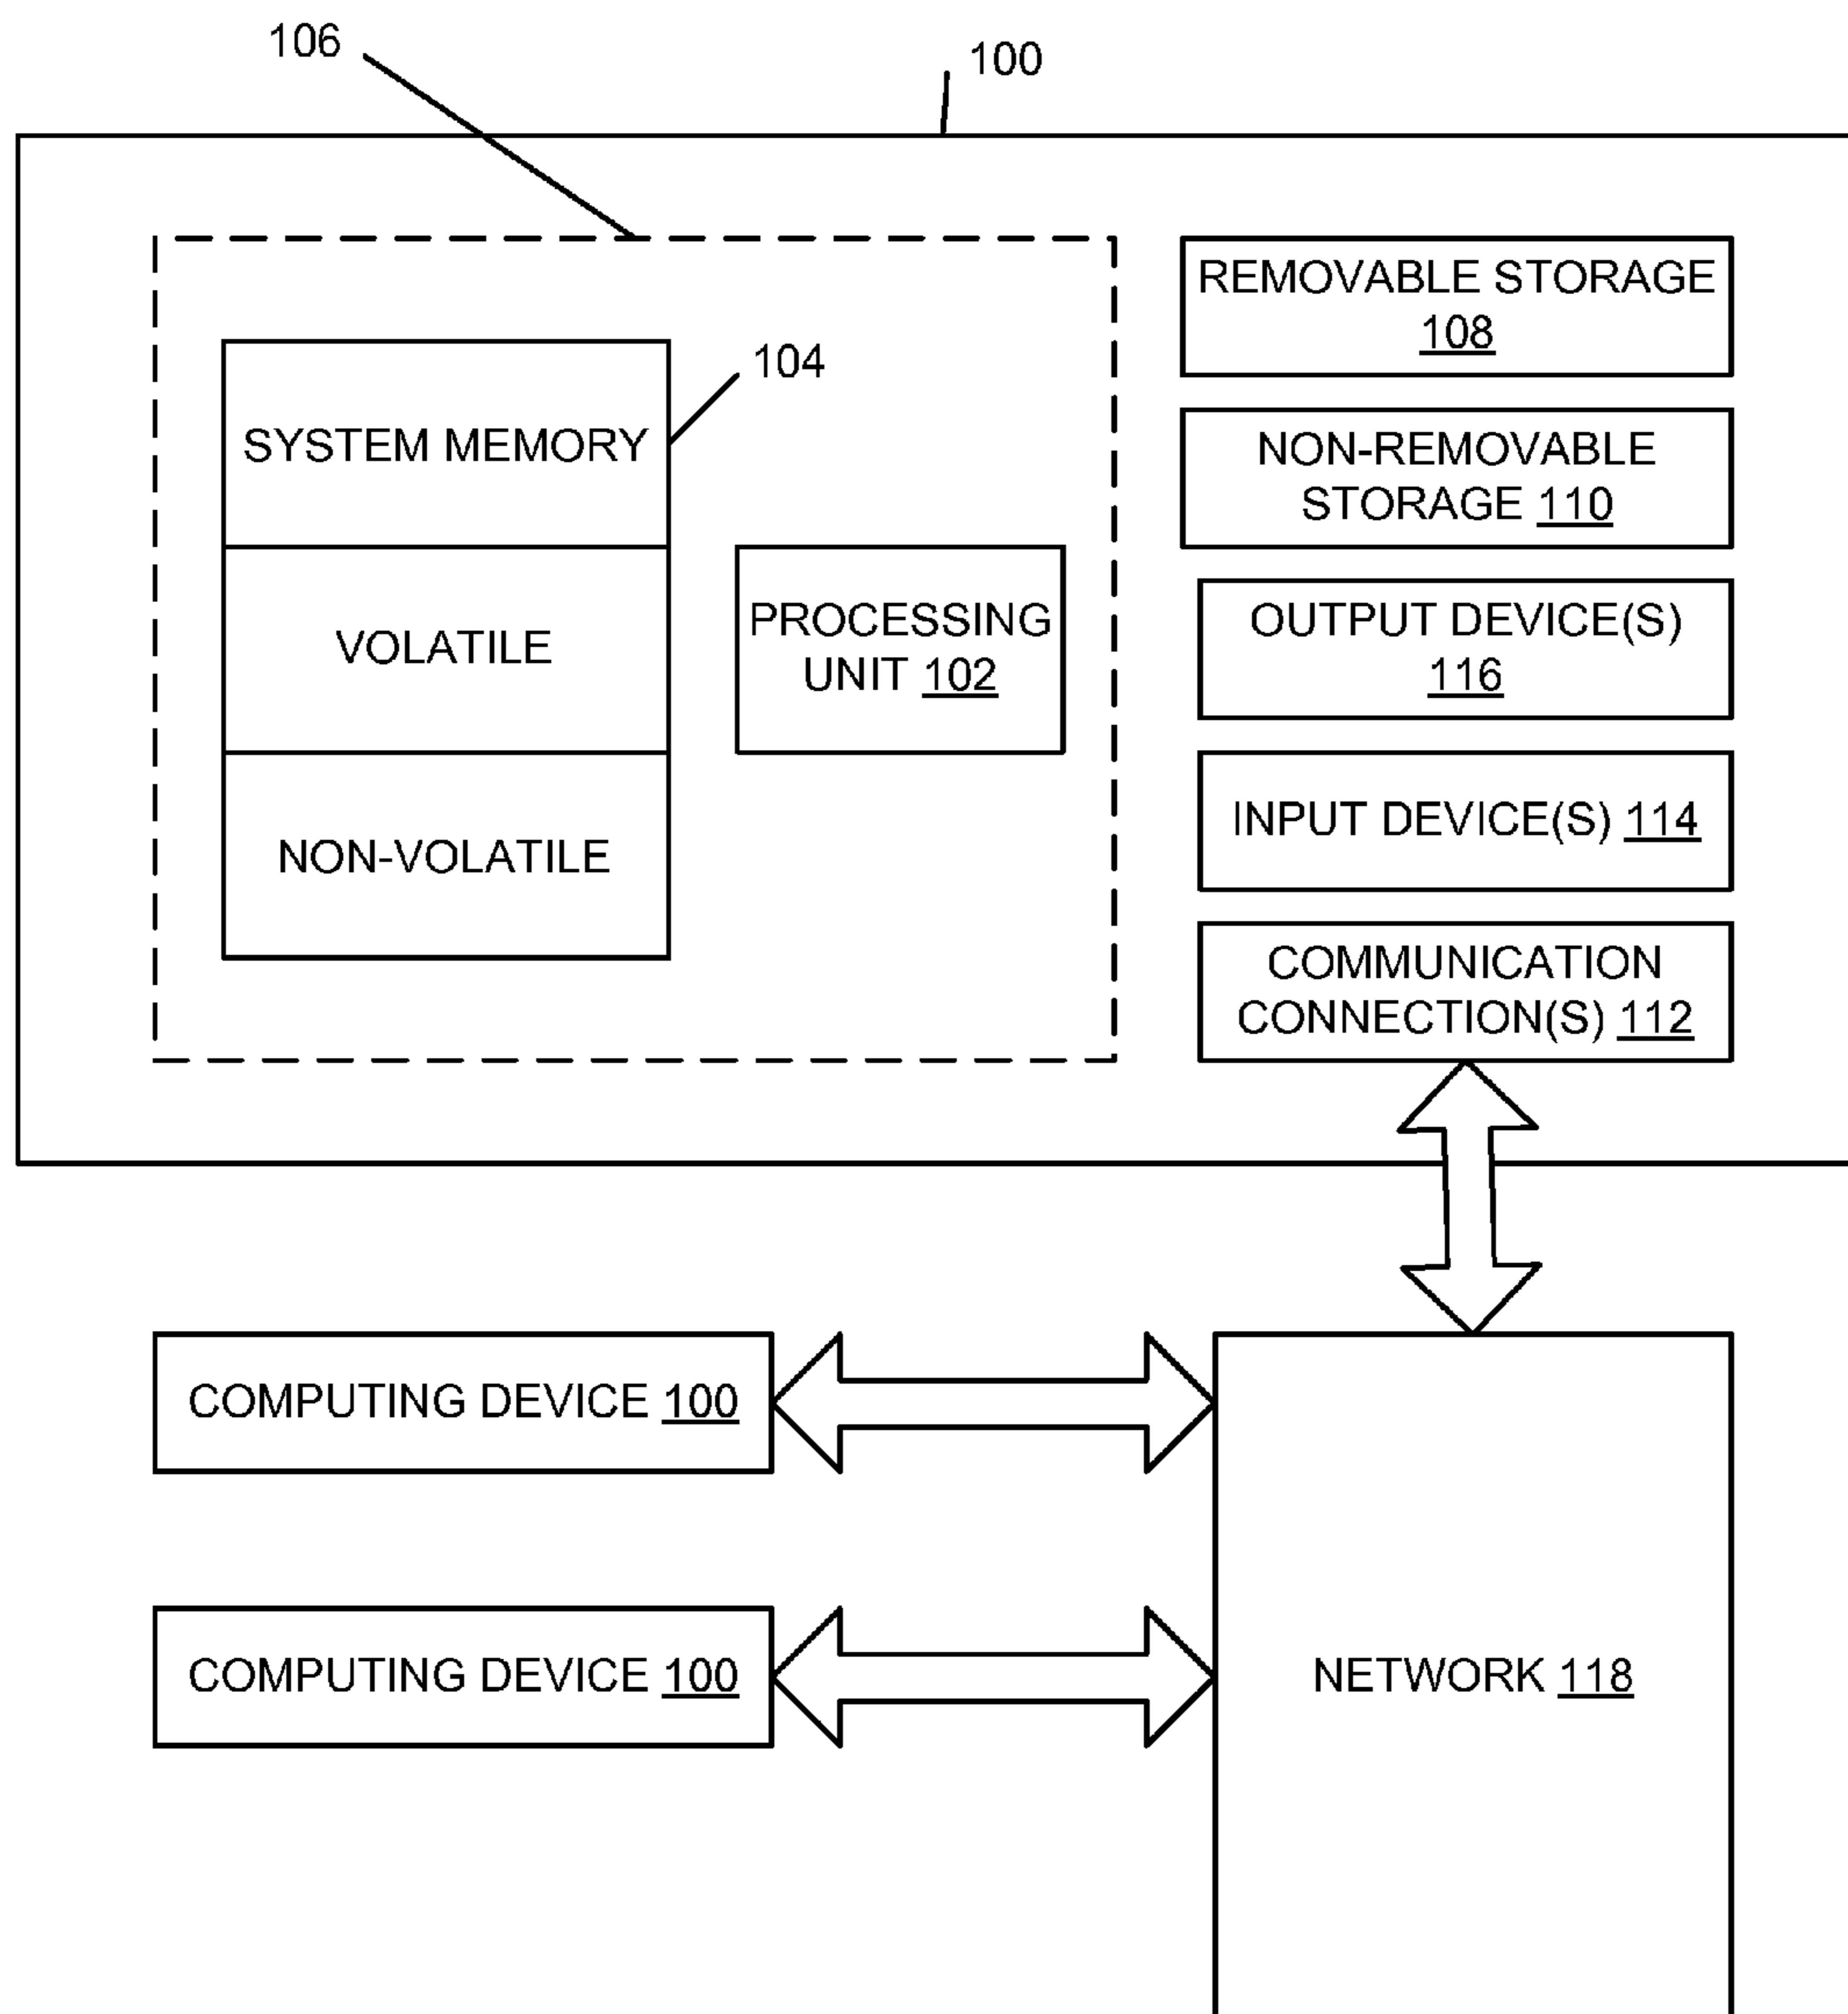 106
100
REMOVABLE STORAGE
108
104
SYSTEM MEMORY
NON-REMOVABLE
STORAGE 110
VOLATILE
PROCESSING
UNIT 102
OUTPUT DEVICE(S)
116
NON-VOLATILE
INPUT DEVICE(S) 114
COMMUNICATION
CONNECTION(S) 112
COMPUTING DEVICE 100
COMPUTING DEVICE 100
NETWORK 118